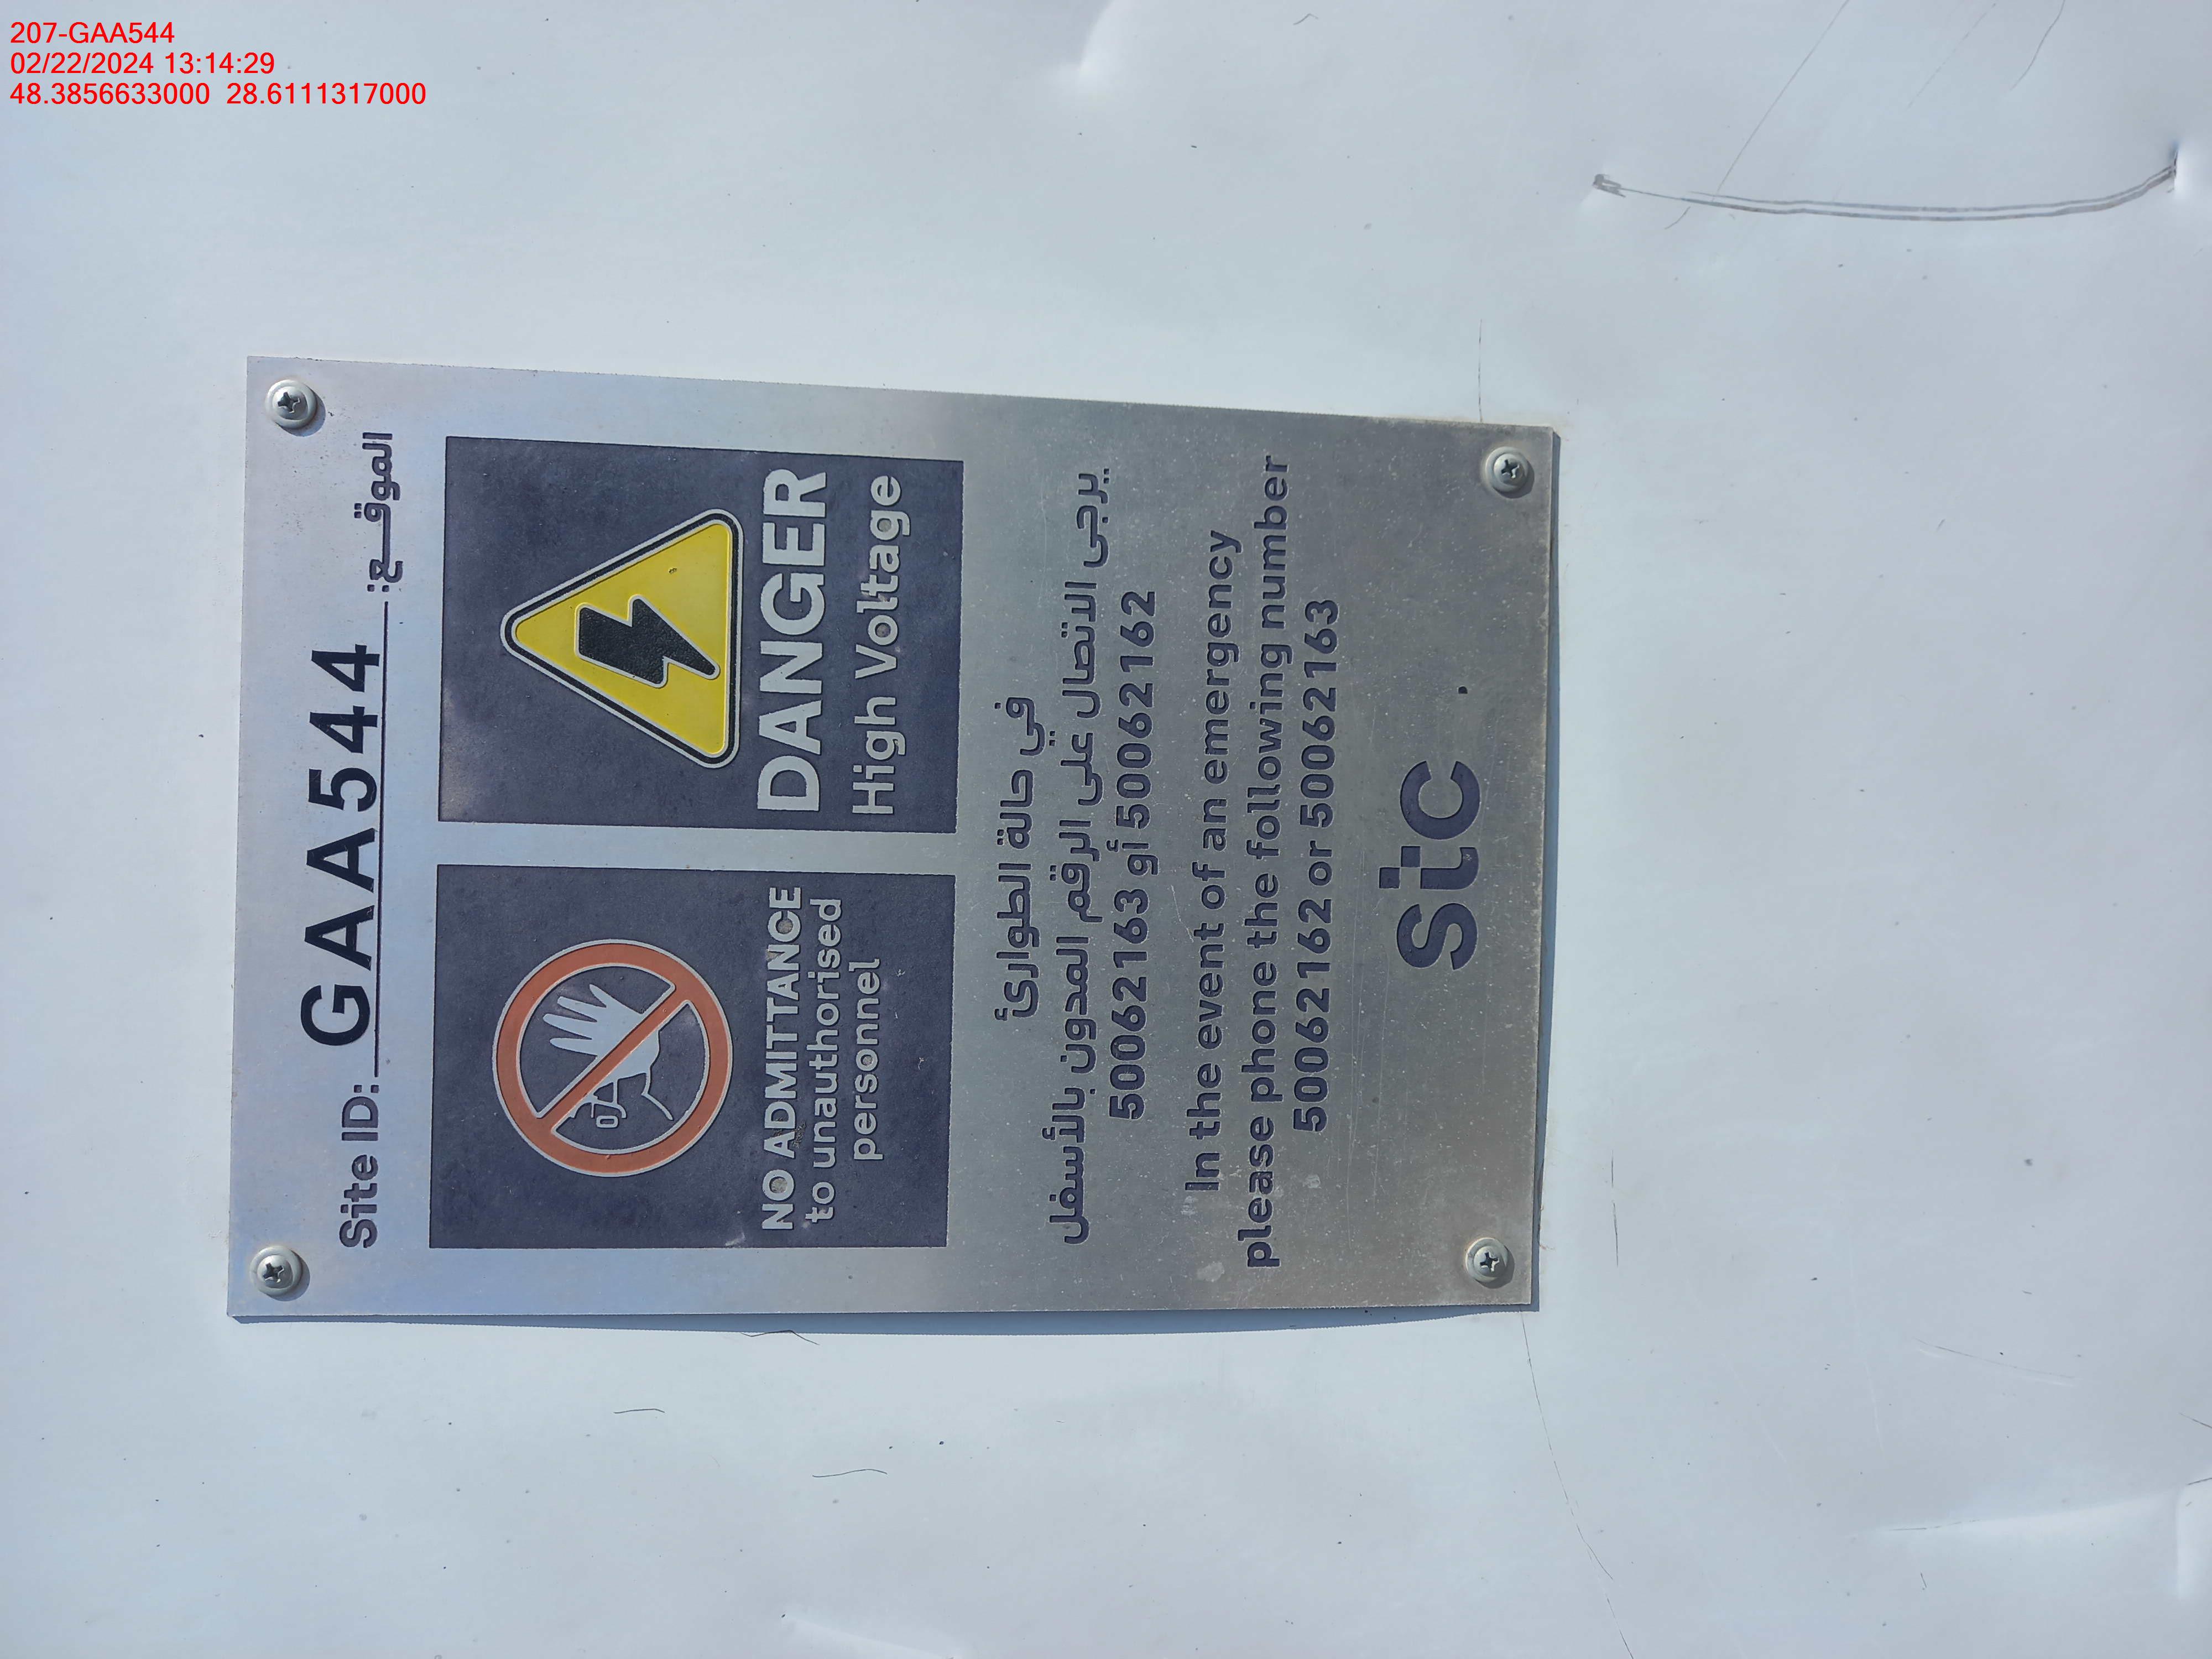 207-GAA544
02/22/2024 13:14:29
48.3856633000 28.6111317000
Site ID: GAA544 الموقـع:
NO ADMITTANCE
to unauthorised
personnel
DANGER
High Voltage
في حالة الطوارئ
يرجى الاتصال على الرقم المدون بالأسفل
50062163 أو 50062162
In the event of an emergency
please phone the following number
50062162 or 50062163
stc